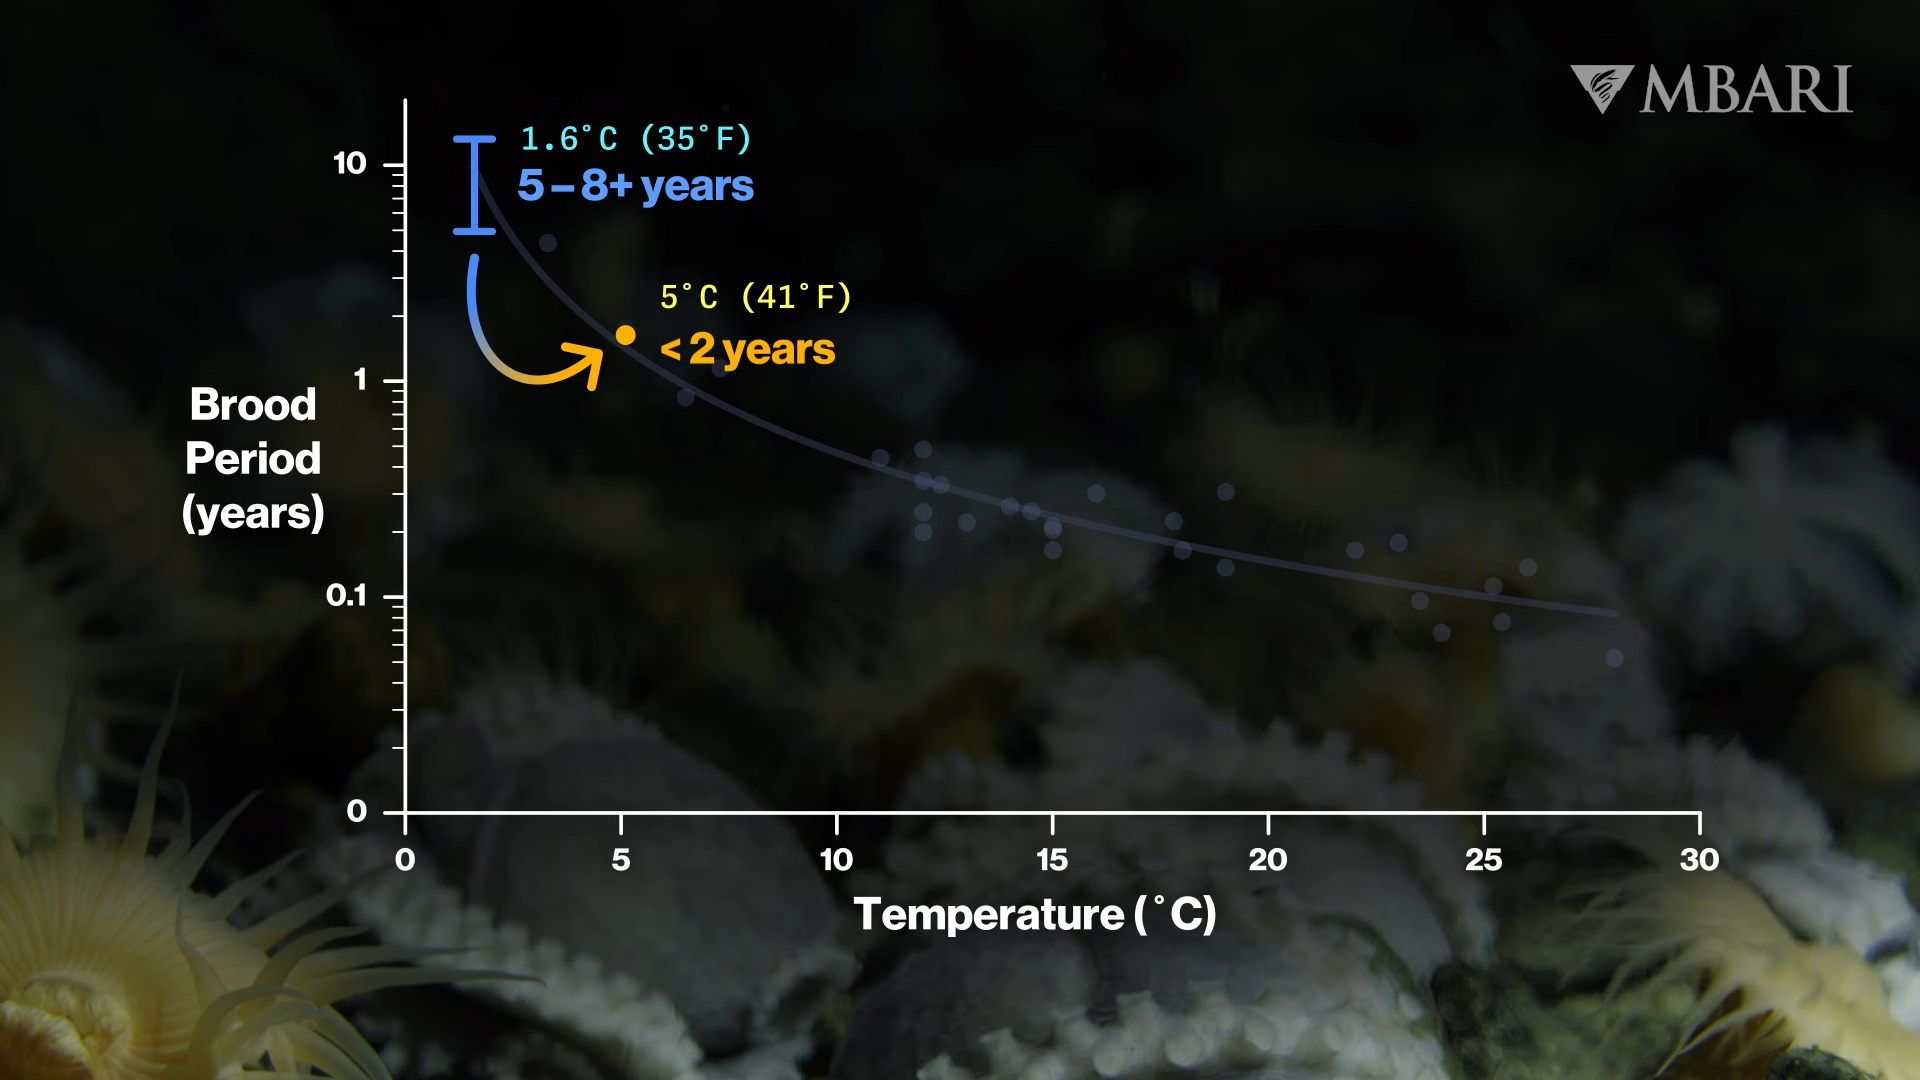 MBARI
1.6°C (35°F)
5–8+ years
5°C (41°F)
< 2 years
10
1
0.1
0
Brood
Period
(years)
0
5
10
15
20
25
30
Temperature (°C)